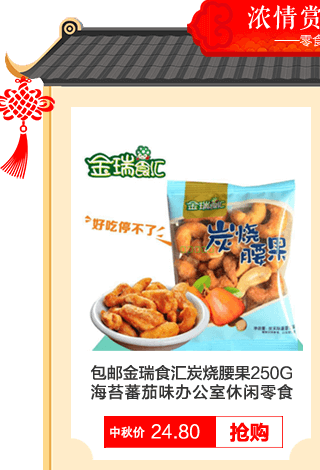 浓情赏
——零食
金瑞食汇
好吃停不了
金瑞食汇
炭烧
腰果
包邮金瑞食汇炭烧腰果250G
海苔蕃茄味办公室休闲零食
中秋价 24.80 抢购